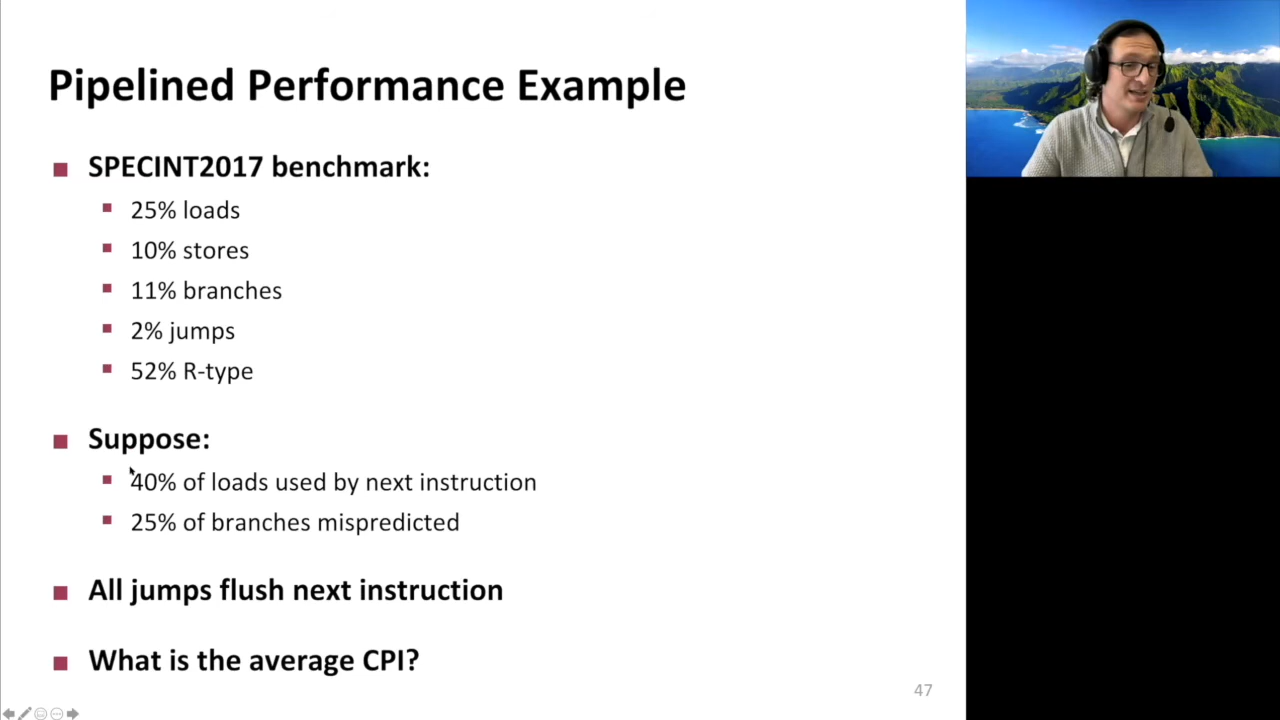 Pipelined Performance Example
SPECINT2017 benchmark:
25% loads
10% stores
11% branches
2% jumps
52% R-type
Suppose:
40% of loads used by next instruction
25% of branches mispredicted
All jumps flush next instruction
What is the average CPI?
47